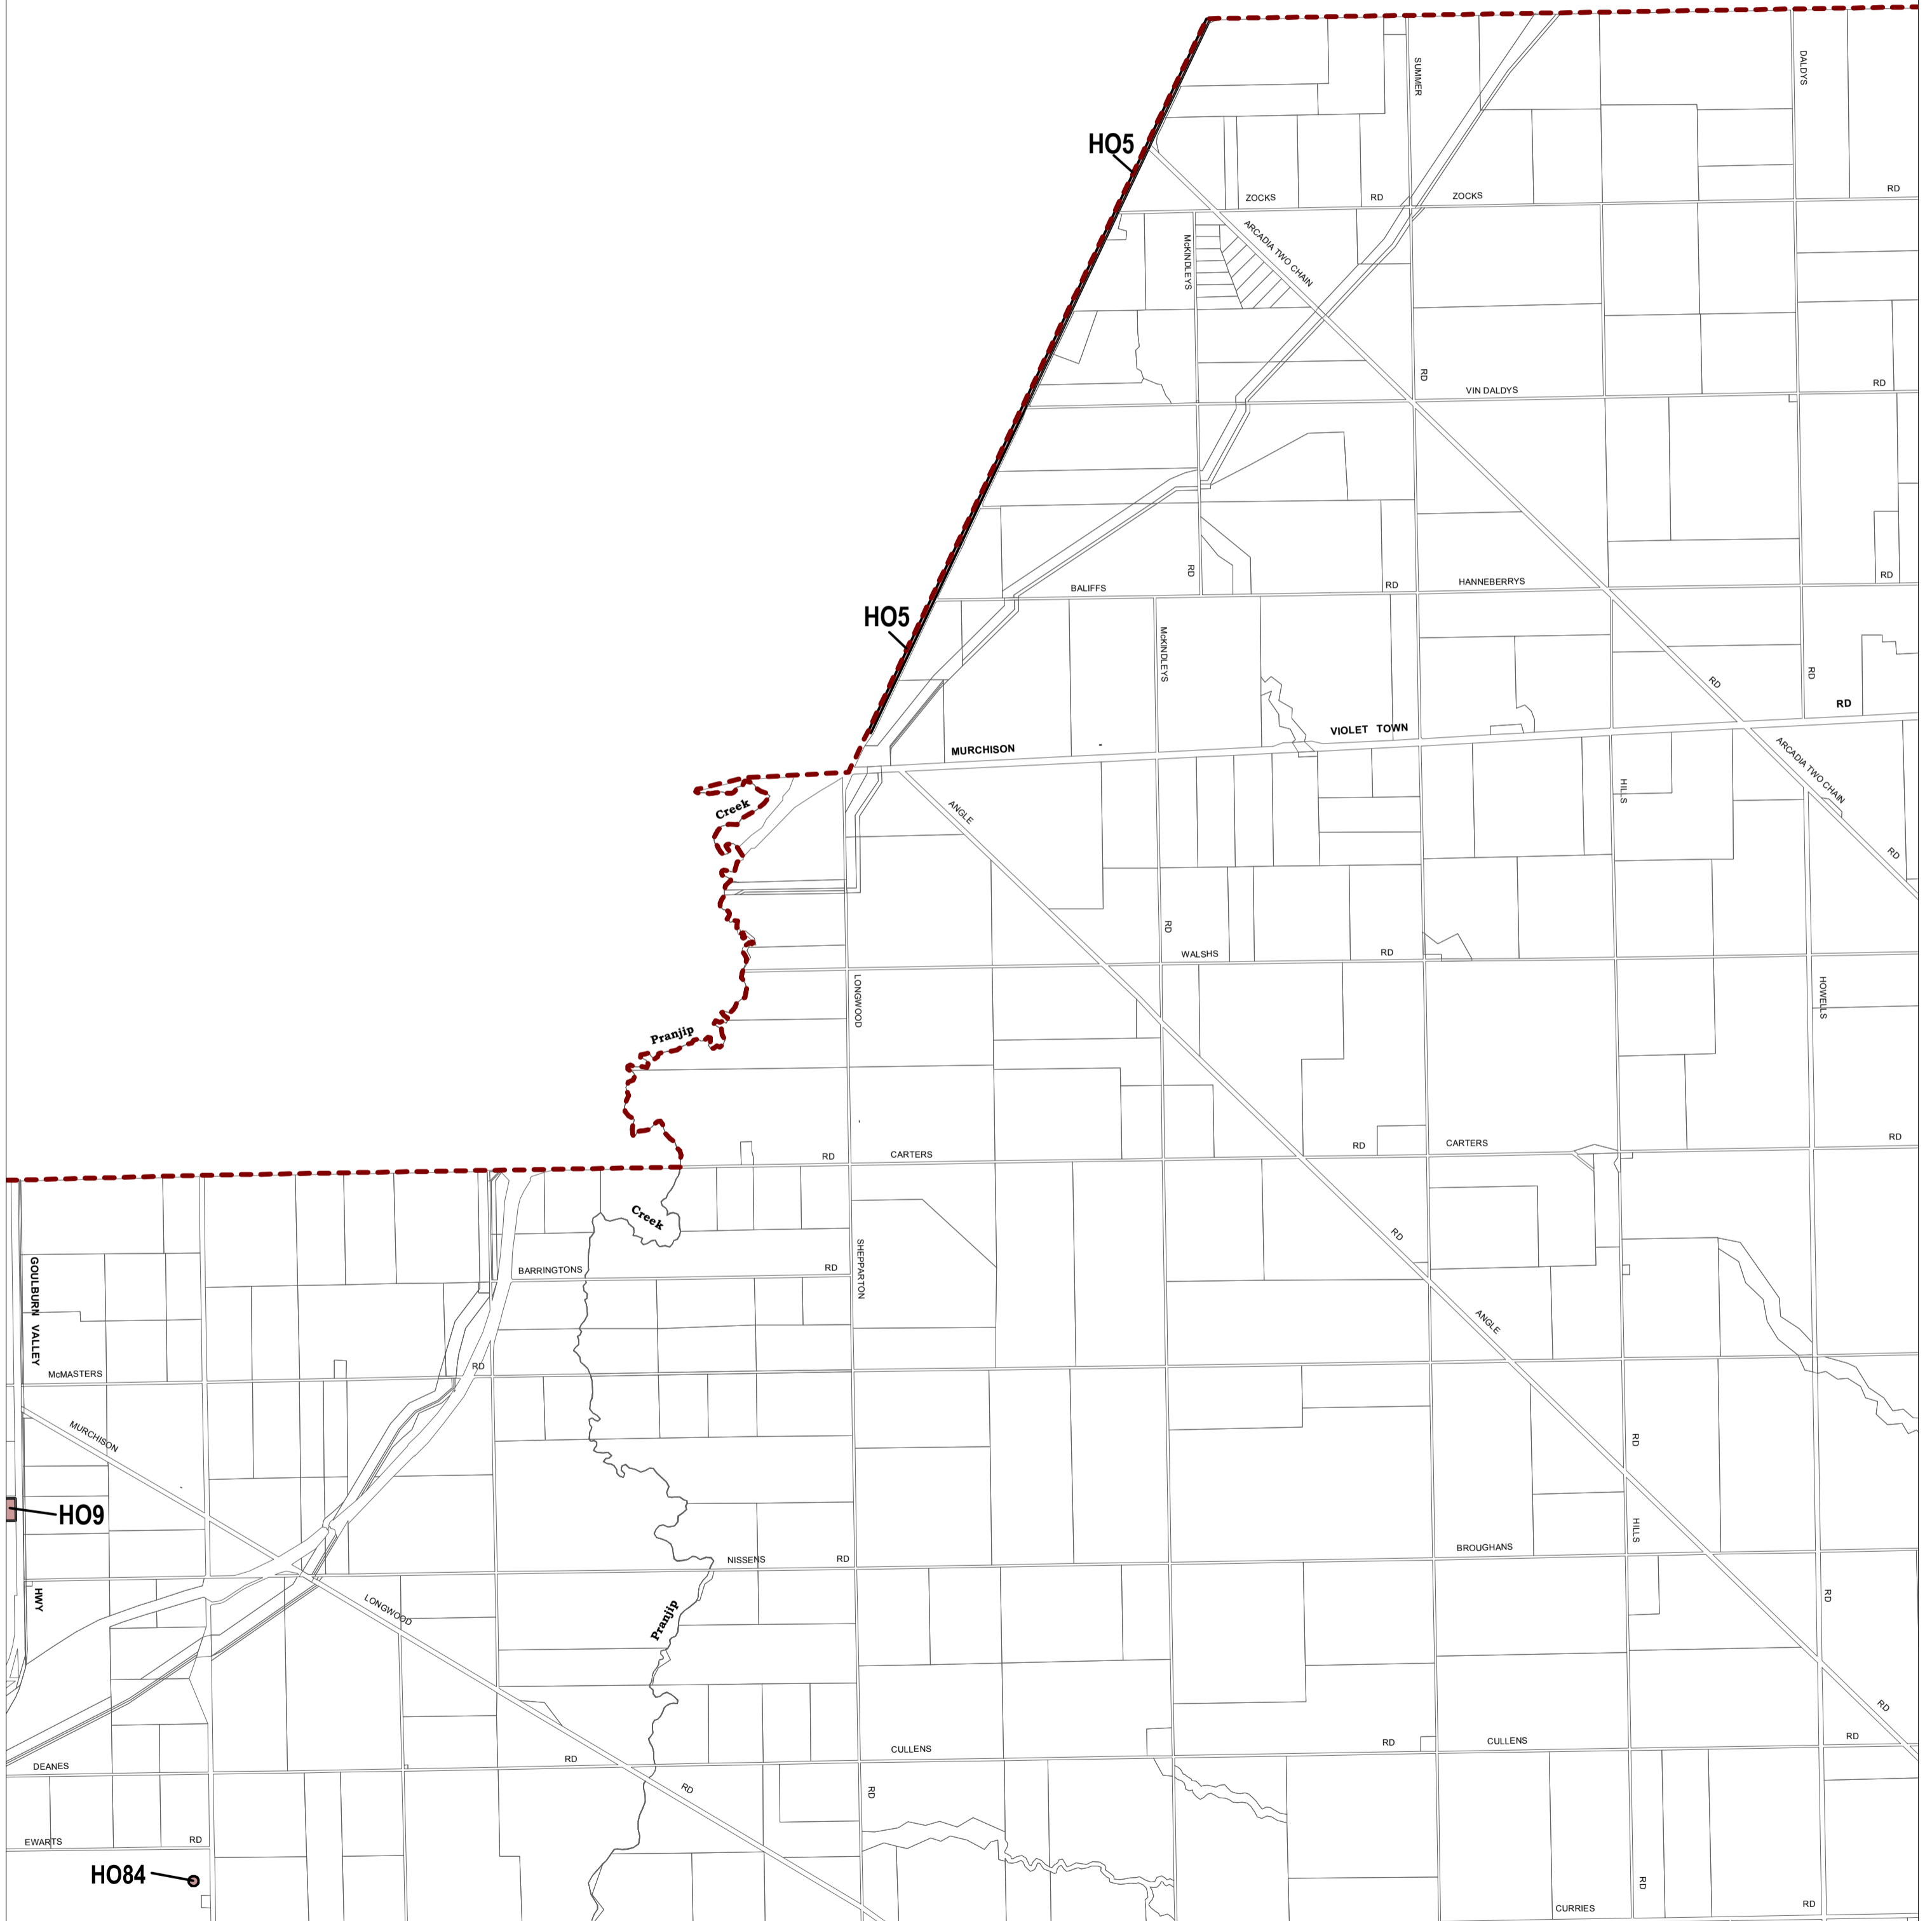 SUMMER
DALDYS
HO5
ZOCKS
RD
ZOCKS
RD
McKINDLEYS
ARCADIA TWO CHAIN
RD
VIN DALDYS
RD
BALIFFS
RD
RD
HANNEBERRYS
RD
HO5
McKINDLEYS
RD
RD
RD
MURCHISON
-
VIOLET TOWN
ARCADIA TWO CHAIN
HILLS
Creek
ANGLE
RD
RD
WALSHS
RD
LONGWOOD
HOWELLS
Pranjip
RD
CARTERS
RD
CARTERS
RD
Creek
RD
BARRINGTONS
RD
SHEPPARTON
GOULBURN VALLEY
ANGLE
McMASTERS
RD
MURCHISON
RD
HO9
NISSENS
RD
BROUGHANS
HILLS
HWY
LONGWOOD
Pranjip
RD
RD
CULLENS
RD
CULLENS
RD
DEANES
RD
RD
RD
EWARTS
RD
HO84
RD
CURRIES
RD